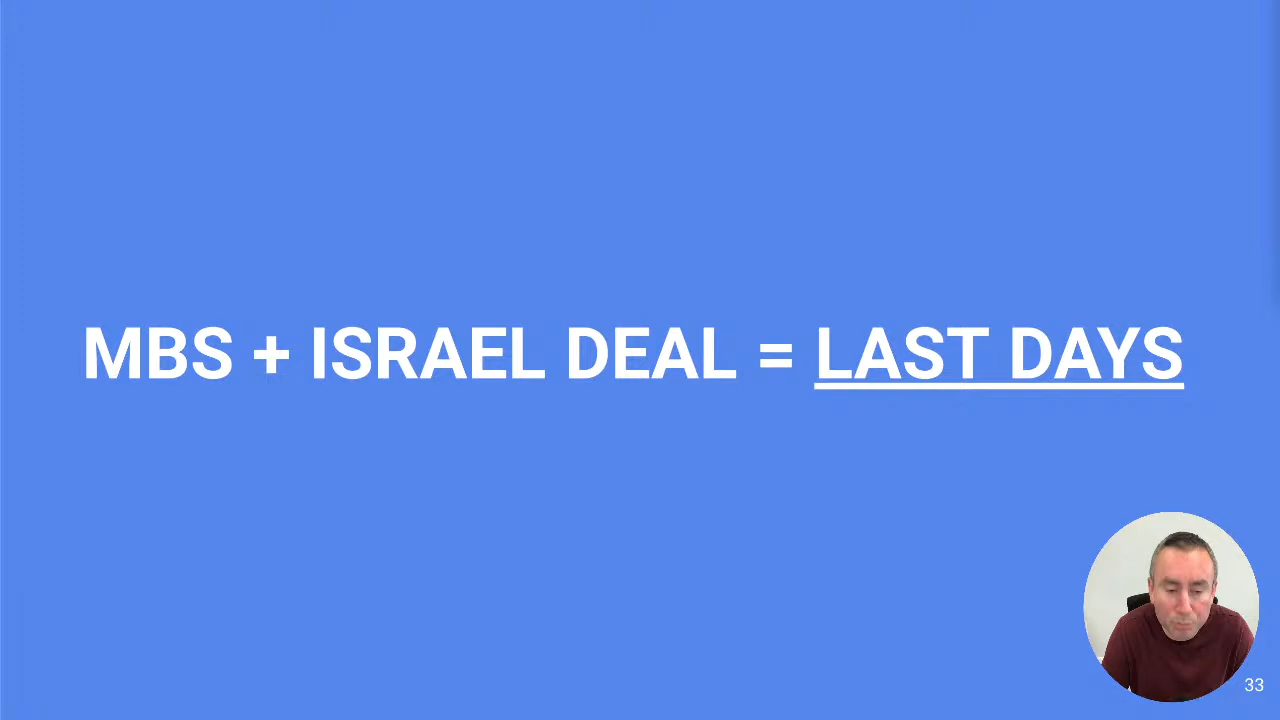 MBS + ISRAEL DEAL = LAST DAYS
33